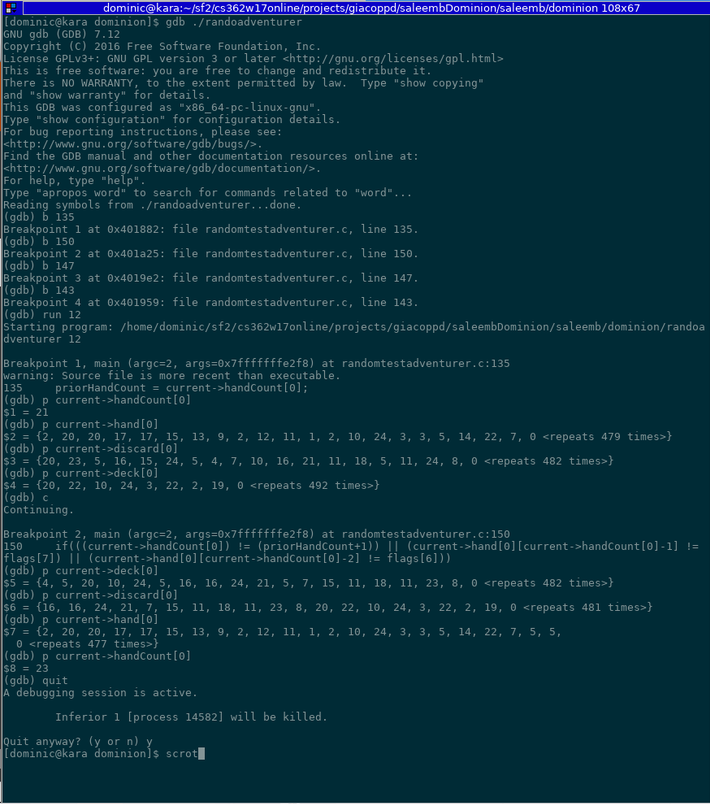 dominic@kara:~/sf2/cs362w17online/projects/giacoppd/saleembDominion/saleemb/dominion 108x67
[dominic@kara dominion]$ gdb ./randoadventurer
GNU gdb (GDB) 7.12
Copyright (C) 2016 Free Software Foundation, Inc.
License GPLv3+: GNU GPL version 3 or later <http://gnu.org/licenses/gpl.html>
This is free software: you are free to change and redistribute it.
There is NO WARRANTY, to the extent permitted by law.  Type "show copying"
and "show warranty" for details.
This GDB was configured as "x86_64-pc-linux-gnu".
Type "show configuration" for configuration details.
For bug reporting instructions, please see:
<http://www.gnu.org/software/gdb/bugs/>.
Find the GDB manual and other documentation resources online at:
<http://www.gnu.org/software/gdb/documentation/>.
For help, type "help".
Type "apropos word" to search for commands related to "word"...
Reading symbols from ./randoadventurer...done.
(gdb) b 135
Breakpoint 1 at 0x401882: file randomtestadventurer.c, line 135.
(gdb) b 150
Breakpoint 2 at 0x401a25: file randomtestadventurer.c, line 150.
(gdb) b 147
Breakpoint 3 at 0x4019e2: file randomtestadventurer.c, line 147.
(gdb) b 143
Breakpoint 4 at 0x401959: file randomtestadventurer.c, line 143.
(gdb) run 12
Starting program: /home/dominic/sf2/cs362w17online/projects/giacoppd/saleembDominion/saleemb/dominion/randoa
dventurer 12

Breakpoint 1, main (argc=2, args=0x7fffffffe2f8) at randomtestadventurer.c:135
warning: Source file is more recent than executable.
135     priorHandCount = current->handCount[0];
(gdb) p current->handCount[0]
$1 = 21
(gdb) p current->hand[0]
$2 = {2, 20, 20, 17, 17, 15, 13, 9, 2, 12, 11, 1, 2, 10, 24, 3, 3, 5, 14, 22, 7, 0 <repeats 479 times>}
(gdb) p current->discard[0]
$3 = {20, 23, 5, 16, 15, 24, 5, 4, 7, 10, 16, 21, 11, 18, 5, 11, 24, 8, 0 <repeats 482 times>}
(gdb) p current->deck[0]
$4 = {20, 22, 10, 24, 3, 22, 2, 19, 0 <repeats 492 times>}
(gdb) c
Continuing.

Breakpoint 2, main (argc=2, args=0x7fffffffe2f8) at randomtestadventurer.c:150
150     if(((current->handCount[0]) != (priorHandCount+1)) || (current->hand[0][current->handCount[0]-1] !=
flags[7]) || (current->hand[0][current->handCount[0]-2] != flags[6]))
(gdb) p current->deck[0]
$5 = {4, 5, 20, 10, 24, 5, 16, 16, 24, 21, 5, 7, 15, 11, 18, 11, 23, 8, 0 <repeats 482 times>}
(gdb) p current->discard[0]
$6 = {16, 16, 24, 21, 7, 15, 11, 18, 11, 23, 8, 20, 22, 10, 24, 3, 22, 2, 19, 0 <repeats 481 times>}
(gdb) p current->hand[0]
$7 = {2, 20, 20, 17, 17, 15, 13, 9, 2, 12, 11, 1, 2, 10, 24, 3, 3, 5, 14, 22, 7, 5, 5,
  0 <repeats 477 times>}
(gdb) p current->handCount[0]
$8 = 23
(gdb) quit
A debugging session is active.

        Inferior 1 [process 14582] will be killed.

Quit anyway? (y or n) y
[dominic@kara dominion]$ scrot